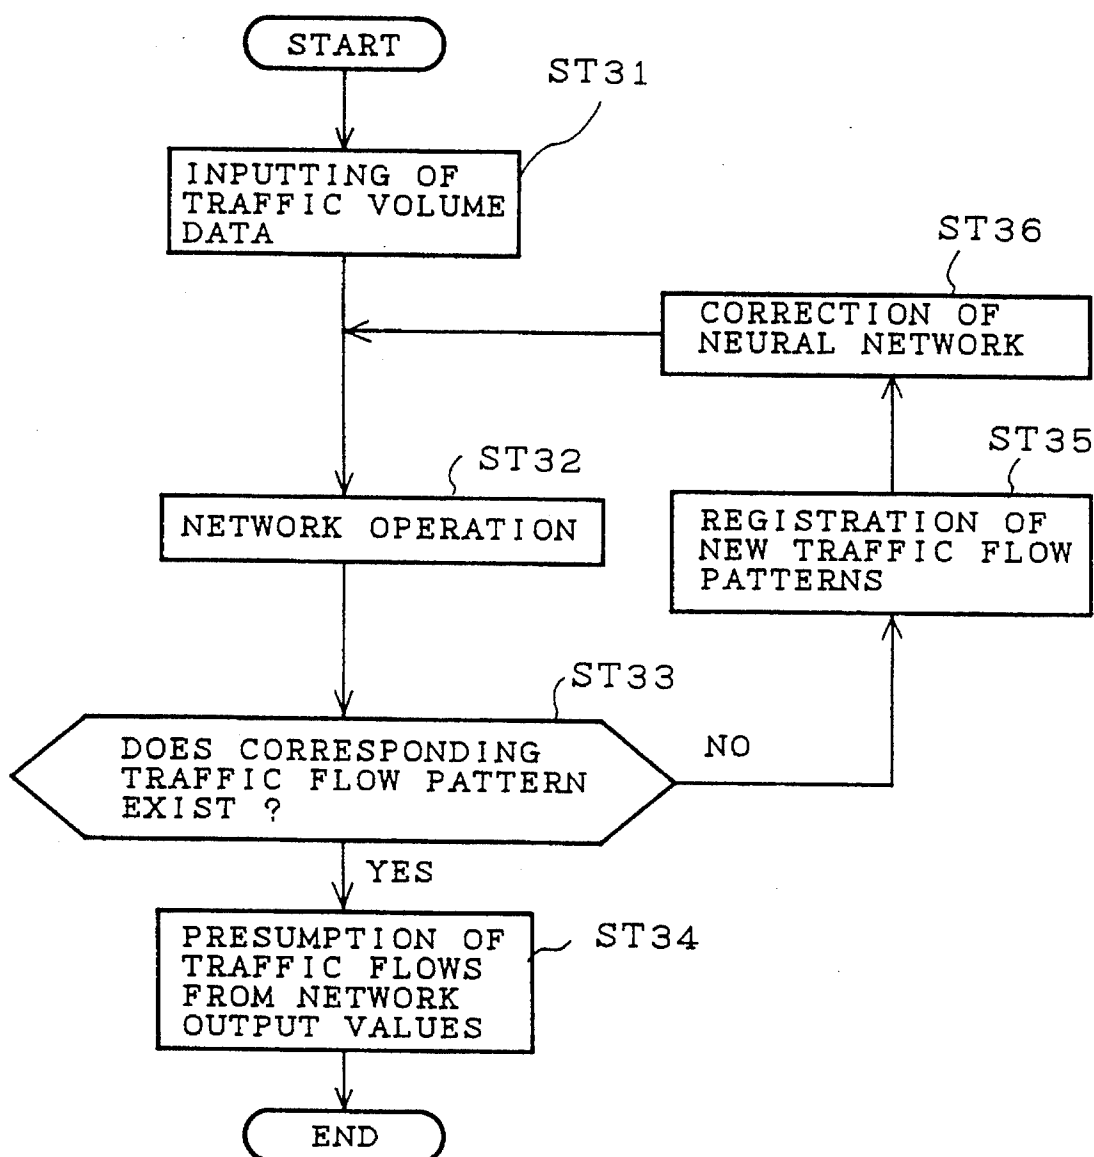 START
ST31
INPUTTING OF
TRAFFIC VOLUME
DATA
ST36
CORRECTION OF
NEURAL NETWORK
ST35
REGISTRATION OF
NEW TRAFFIC FLOW
PATTERNS
ST32
NETWORK OPERATION
ST33
DOES CORRESPONDING
TRAFFIC FLOW PATTERN
EXIST ?
NO
YES
ST34
PRESUMPTION OF
TRAFFIC FLOWS
FROM NETWORK
OUTPUT VALUES
END